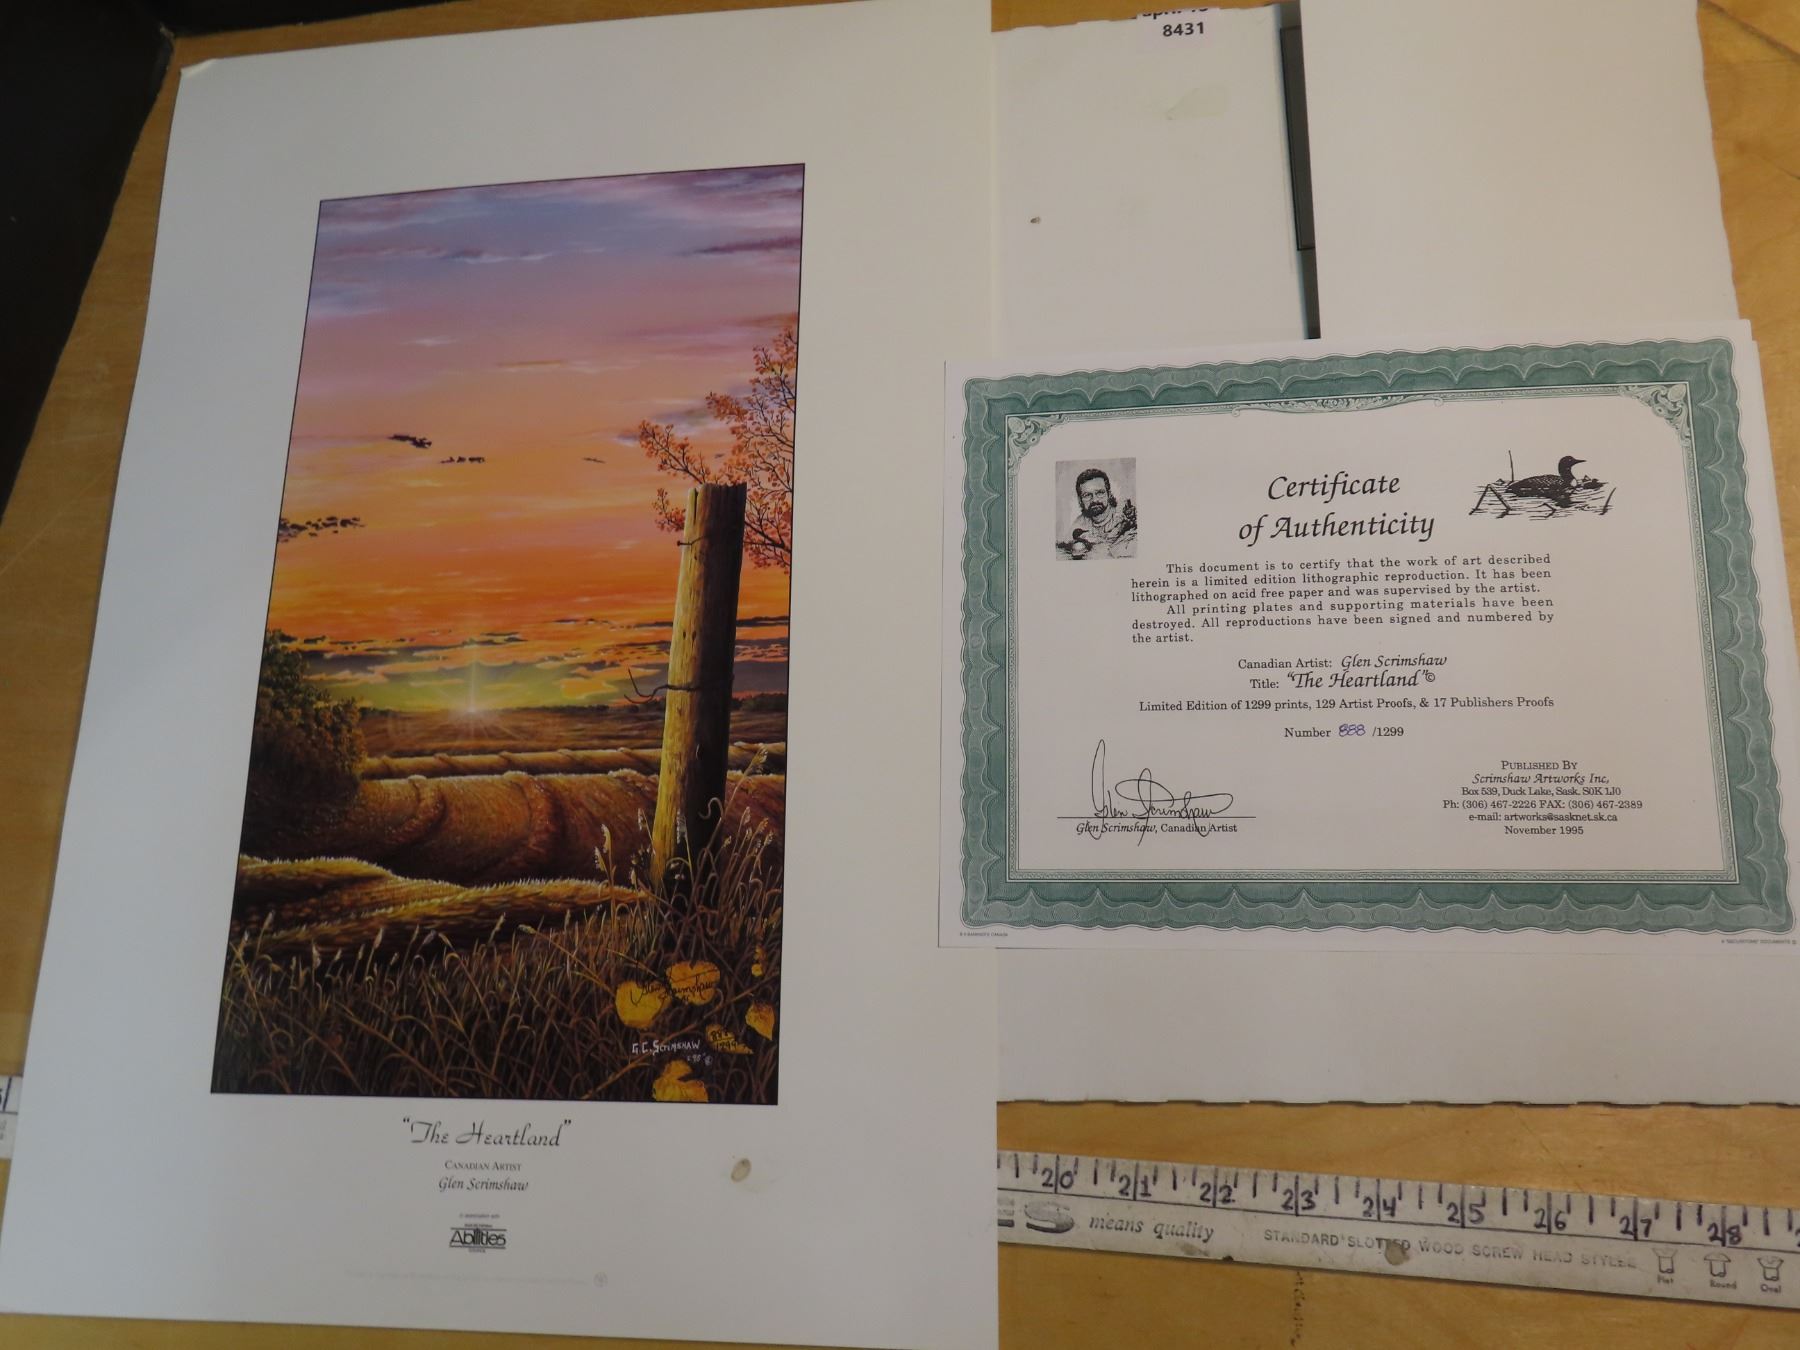 8431
Glen Scrimshaw
888
1299
G.C. SCRIMSHAW
"The Heartland"
CANADIAN ARTIST
Glen Scrimshaw
Abilities
Certificate
of Authenticity
This document is to certify that the work of art described
herein is a limited edition lithographic reproduction. It has been
lithographed on acid free paper and was supervised by the artist.
All printing plates and supporting materials have been
destroyed. All reproductions have been signed and numbered by
the artist.
Canadian Artist: Glen Scrimshaw
Title: "The Heartland"©
Limited Edition of 1299 prints, 129 Artist Proofs, & 17 Publishers Proofs
Number 888 /1299
Glen Scrimshaw
Glen Scrimshaw, Canadian Artist
PUBLISHED BY
Scrimshaw Artworks Inc,
Box 539, Duck Lake, Sask. S0K 1J0
Ph: (306) 467-2226 FAX: (306) 467-2389
e-mail: artworks@sasknet.sk.ca
November 1995
20 21 22 23 24 25 26 27 28
means quality
STANDARD SLOTTED WOOD SCREW HEAD STYLES
Flat Round Oval